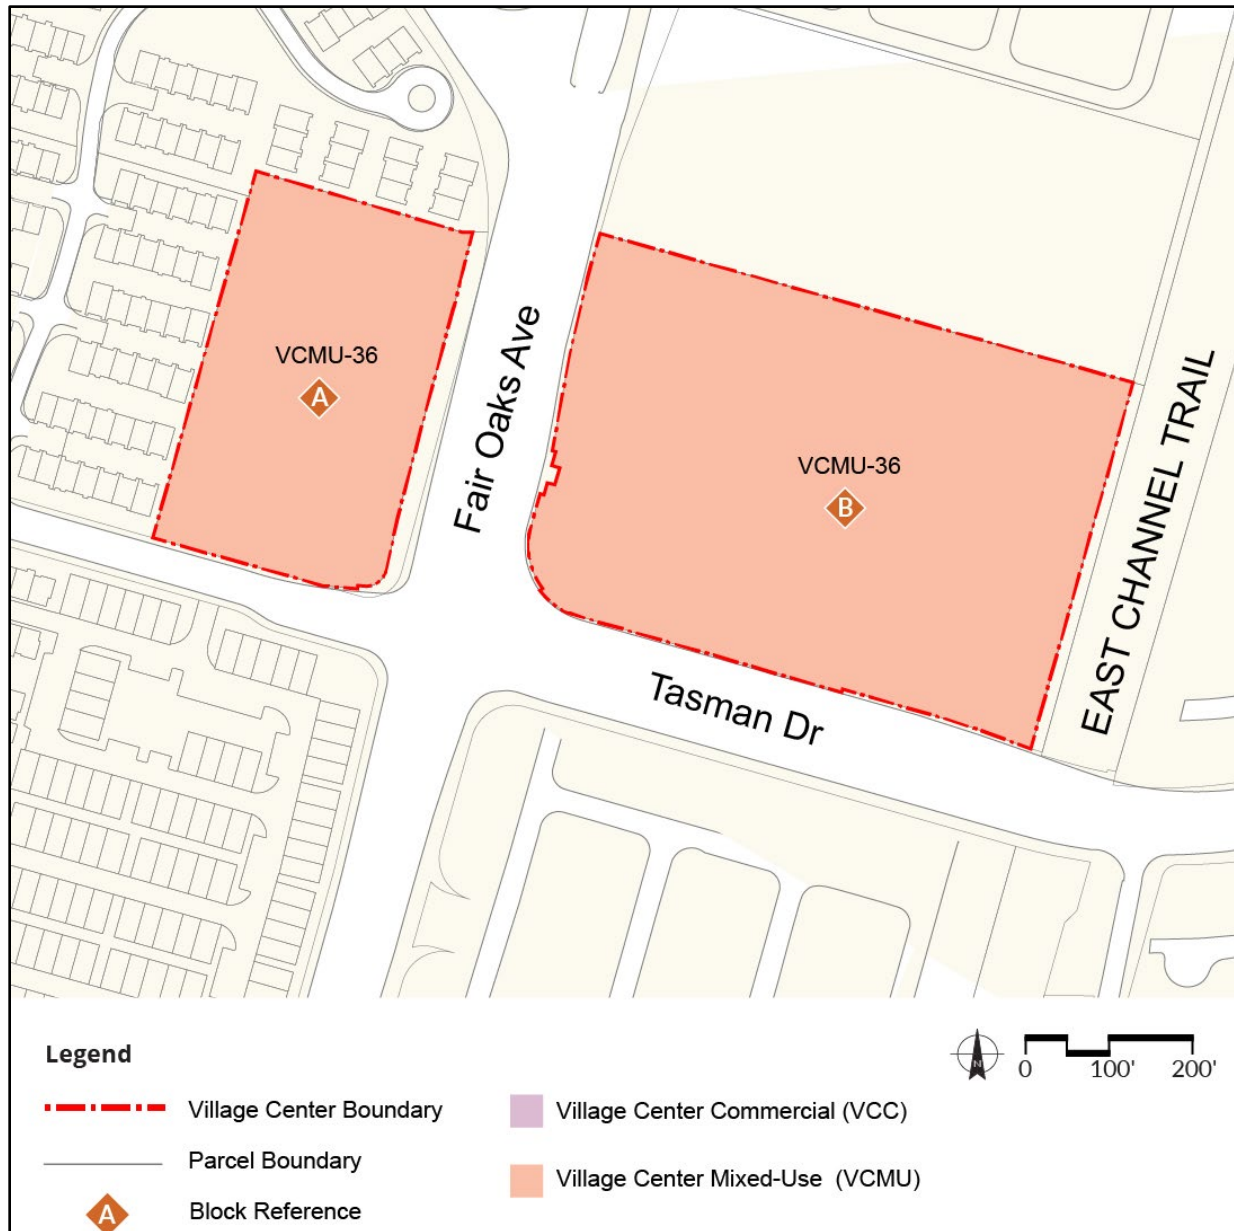 VCMU-36
A
Fair Oaks Ave
VCMU-36
B
EAST CHANNEL TRAIL
Tasman Dr
Legend
Village Center Boundary
Parcel Boundary
A
Block Reference
Village Center Commercial (VCC)
Village Center Mixed-Use (VCMU)
N
0 100' 200'